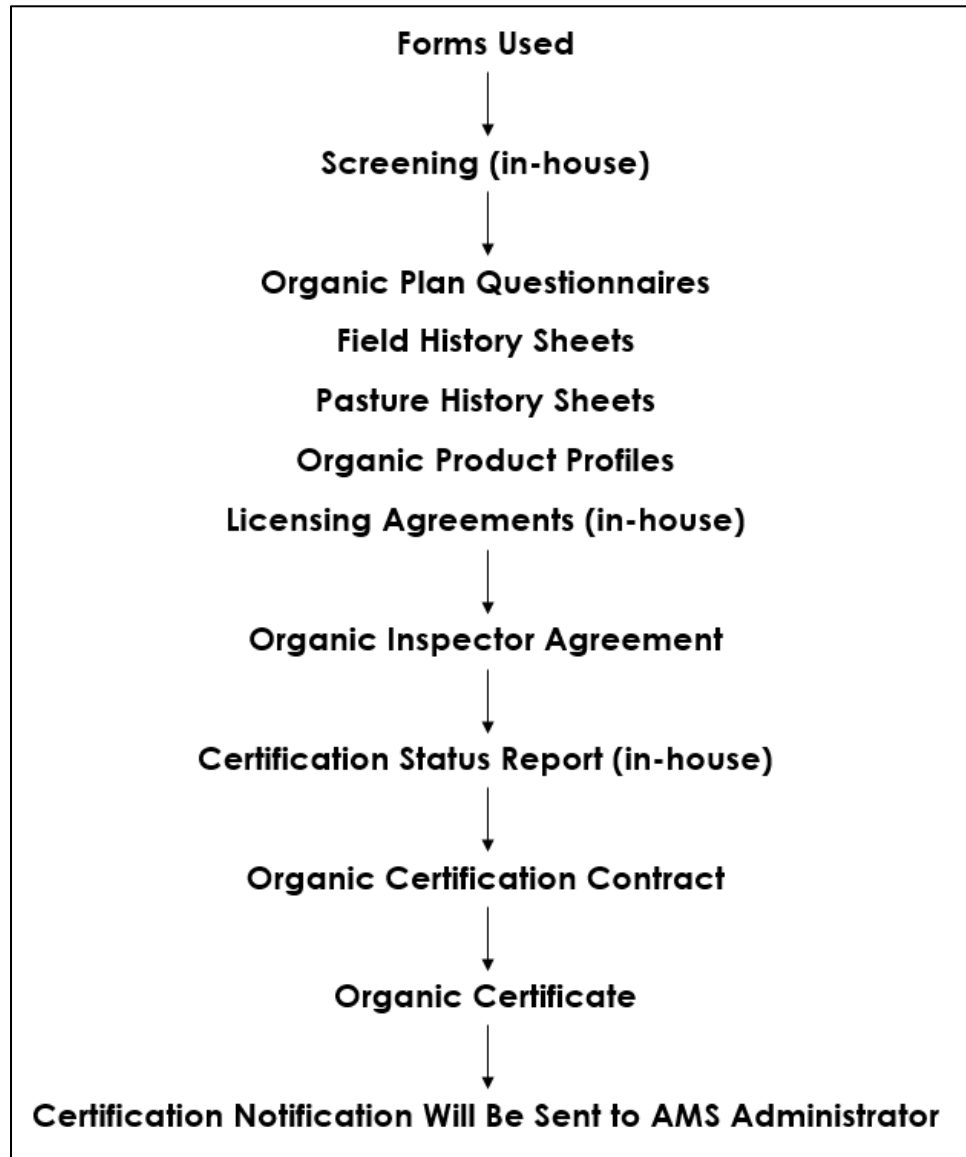 Forms Used
Screening (in-house)
Organic Plan Questionnaires
Field History Sheets
Pasture History Sheets
Organic Product Profiles
Licensing Agreements (in-house)
Organic Inspector Agreement
Certification Status Report (in-house)
Organic Certification Contract
Organic Certificate
Certification Notification Will Be Sent to AMS Administrator